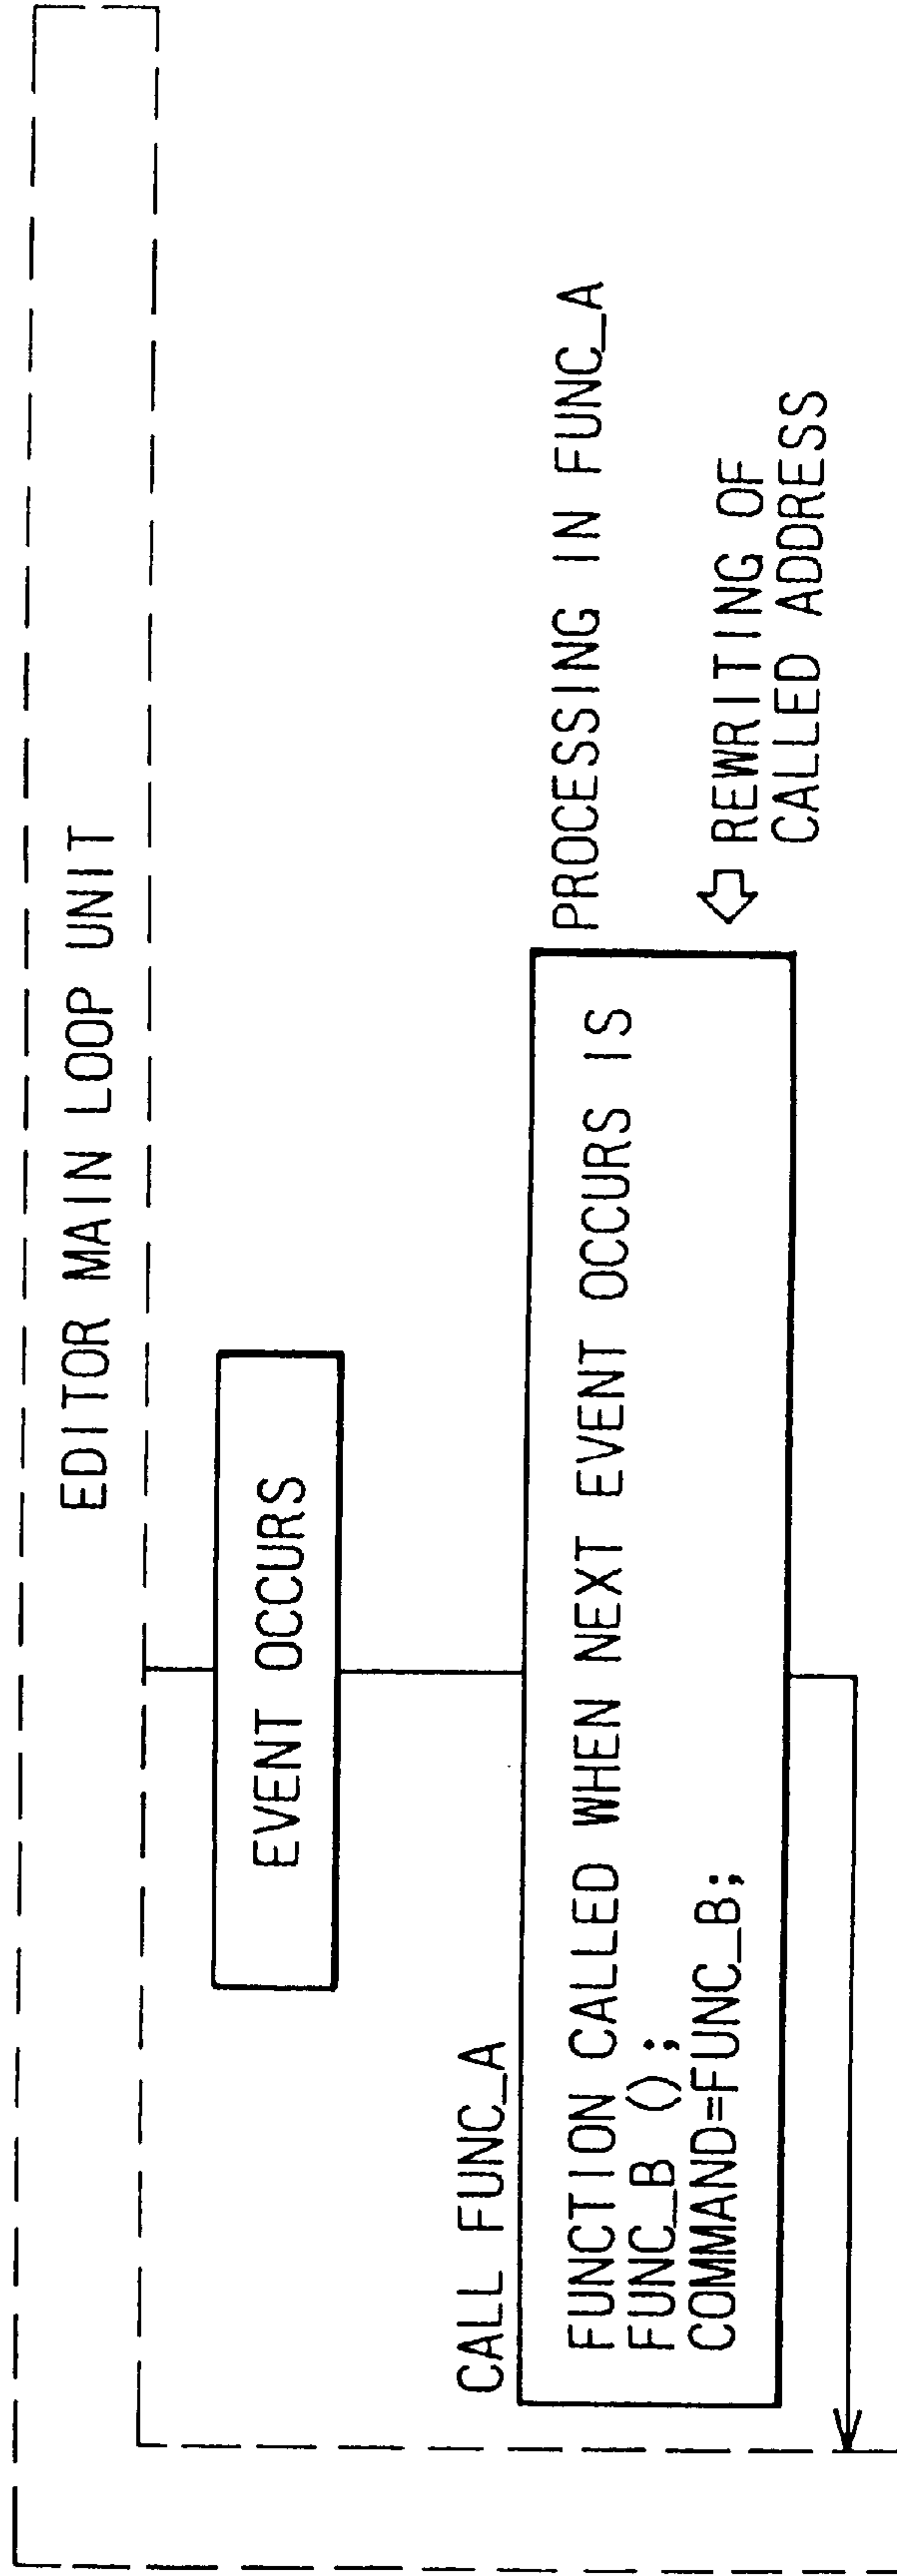 EDITOR MAIN LOOP UNIT
EVENT OCCURS
CALL FUNC_A
FUNCTION CALLED WHEN NEXT EVENT OCCURS IS
FUNC_B ();
COMMAND=FUNC_B;
PROCESSING IN FUNC_A
REWRITING OF
CALLED ADDRESS